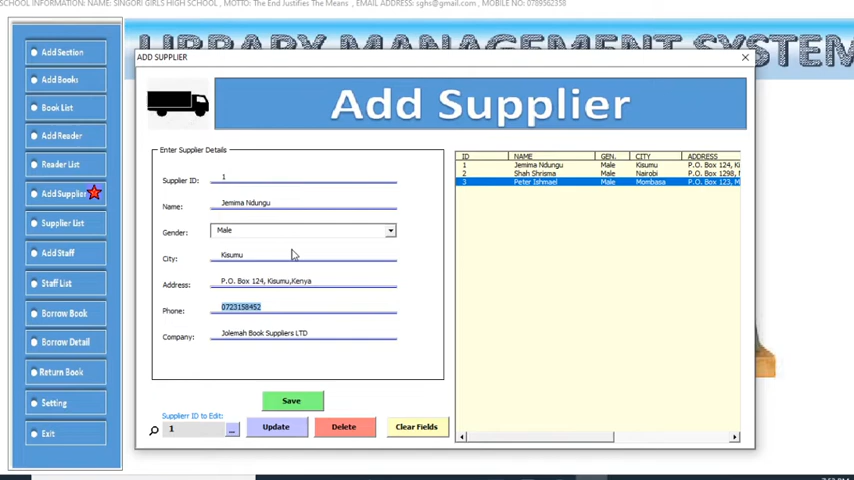 SCHOOL INFORMATION: NAME: SINGORI GIRLS HIGH SCHOOL , MOTTO: The End Justifies The Means , EMAIL ADDRESS: sghs@gmail.com , MOBILE NO: 0789562358
LIBRARY MANAGEMENT SYSTEM
Add Section
Add Books
Book List
Add Reader
Reader List
Add Supplier
Supplier List
Add Staff
Staff List
Borrow Book
Borrow Detail
Return Book
Setting
Exit
ADD SUPPLIER
Add Supplier
Enter Supplier Details
Supplier ID: 1
Name: Jemima Ndungu
Gender: Male
City: Kisumu
Address: P.O. Box 124, Kisumu,Kenya
Phone: 0723158452
Company: Jolemah Book Suppliers LTD
Save
Supplierr ID to Edit:
1 ... Update Delete Clear Fields
ID NAME GEN. CITY ADDRESS
1 Jemima Ndungu Male Kisumu P.O. Box 124, Ki
2 Shah Shrisma Male Nairobi P.O. Box 1298, N
3 Peter Ishmael Male Mombasa P.O. Box 123, M